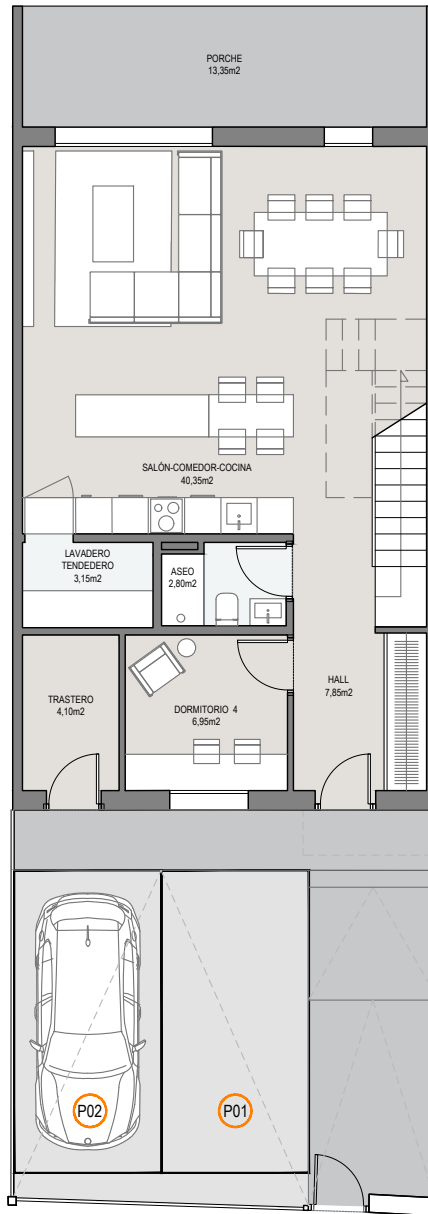 PORCHE
13,35m2
SALÓN-COMEDOR-COCINA
40,35m2
LAVADERO
TENDEDERO
3,15m2
ASEO
2,80m2
TRASTERO
4,10m2
DORMITORIO 4
6,95m2
HALL
7,85m2
P02
P01